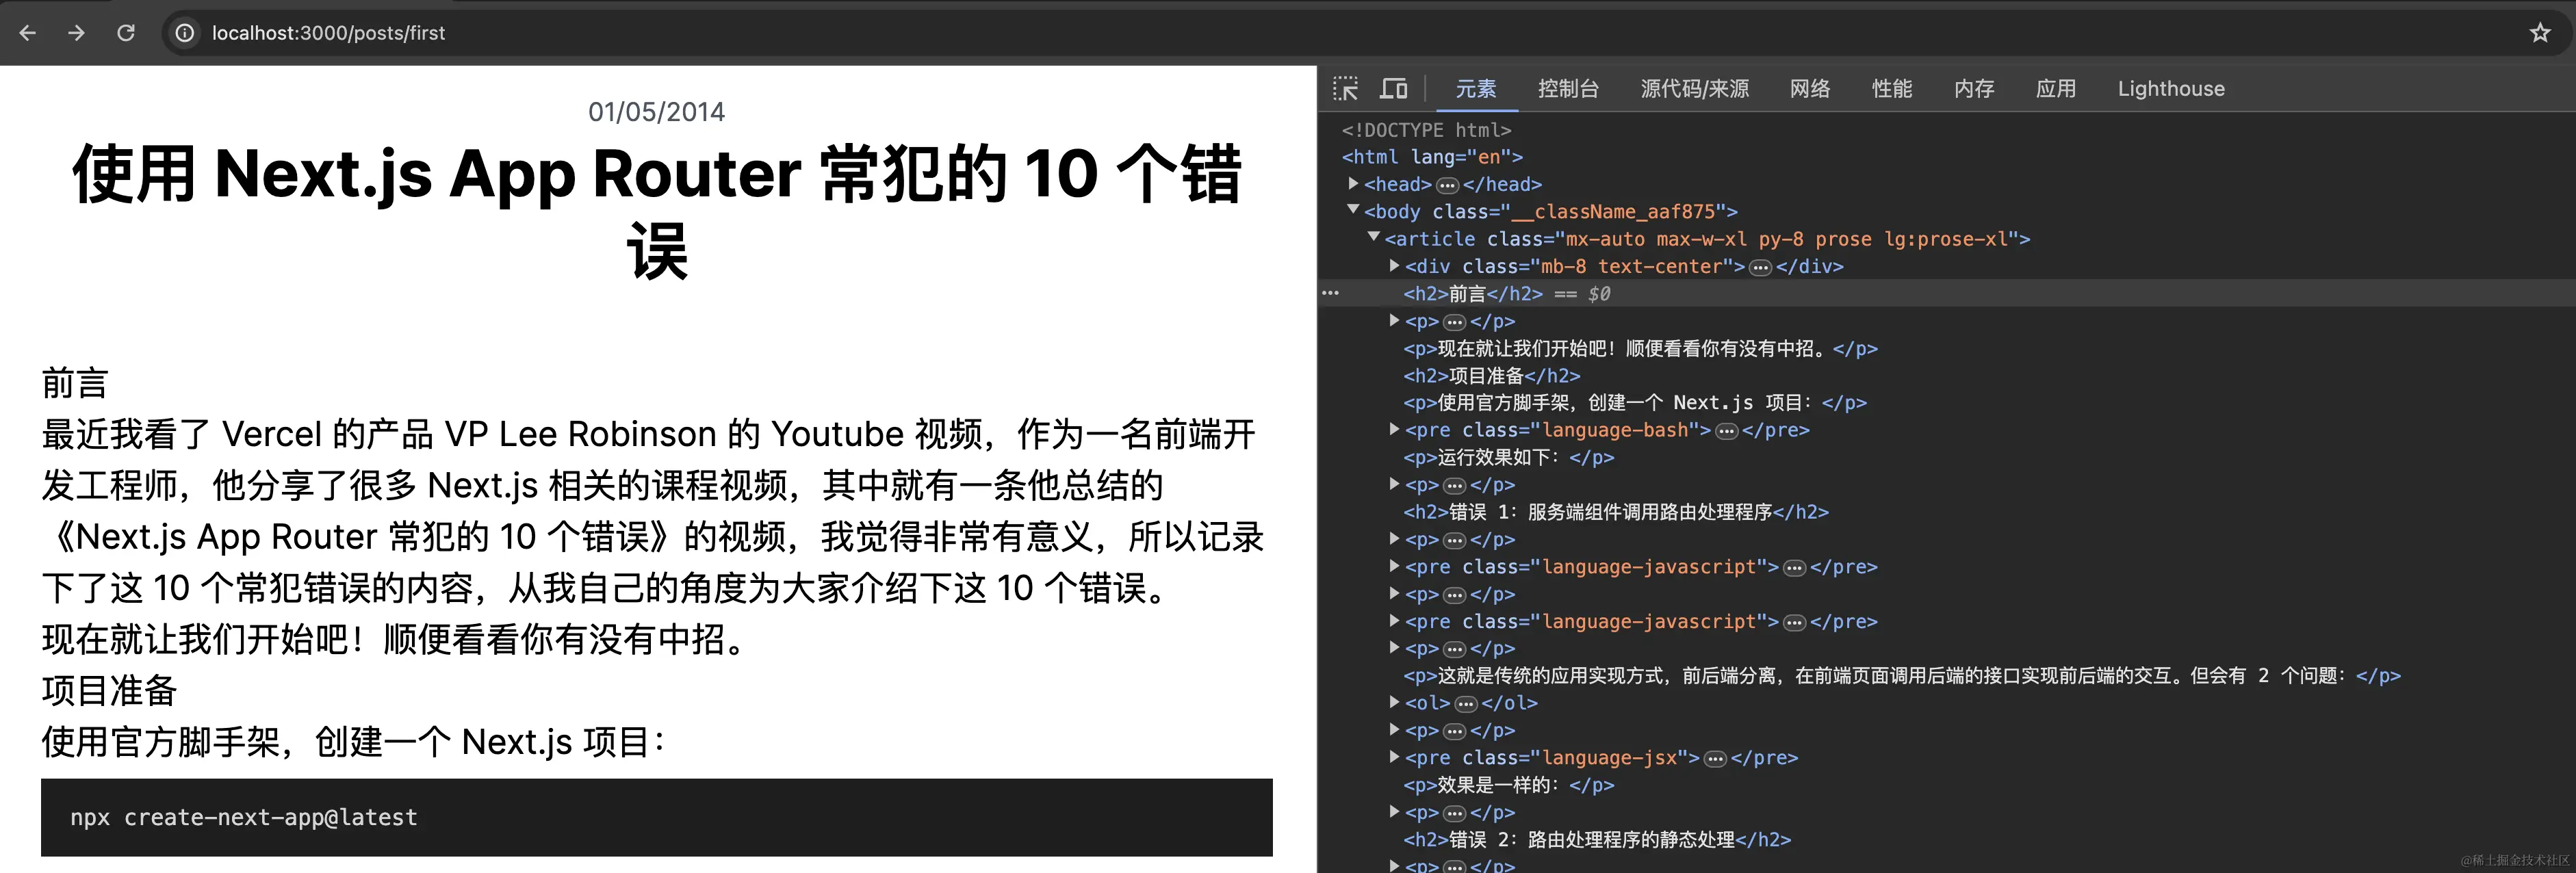 localhost:3000/posts/first
01/05/2014
使用 Next.js App Router 常犯的 10 个错
误
前言
最近我看了 Vercel 的产品 VP Lee Robinson 的 Youtube 视频，作为一名前端开
发工程师，他分享了很多 Next.js 相关的课程视频，其中就有一条他总结的
《Next.js App Router 常犯的 10 个错误》的视频，我觉得非常有意义，所以记录
下了这 10 个常犯错误的内容，从我自己的角度为大家介绍下这 10 个错误。
现在就让我们开始吧！顺便看看你有没有中招。
项目准备
使用官方脚手架，创建一个 Next.js 项目：
npx create-next-app@latest
元素 控制台 源代码/来源 网络 性能 内存 应用 Lighthouse
<!DOCTYPE html>
<html lang="en">
<head>…</head>
<body class="__className_aaf875">
<article class="mx-auto max-w-xl py-8 prose lg:prose-xl">
<div class="mb-8 text-center">…</div>
<h2>前言</h2> == $0
<p>…</p>
<p>现在就让我们开始吧！顺便看看你有没有中招。</p>
<h2>项目准备</h2>
<p>使用官方脚手架，创建一个 Next.js 项目：</p>
<pre class="language-bash">…</pre>
<p>运行效果如下：</p>
<p>…</p>
<h2>错误 1：服务端组件调用路由处理程序</h2>
<p>…</p>
<pre class="language-javascript">…</pre>
<p>…</p>
<pre class="language-javascript">…</pre>
<p>…</p>
<p>这就是传统的应用实现方式，前后端分离，在前端页面调用后端的接口实现前后端的交互。但会有 2 个问题：</p>
<ol>…</ol>
<p>…</p>
<pre class="language-jsx">…</pre>
<p>效果是一样的：</p>
<p>…</p>
<h2>错误 2：路由处理程序的静态处理</h2>
<p>…</p>
@稀土掘金技术社区